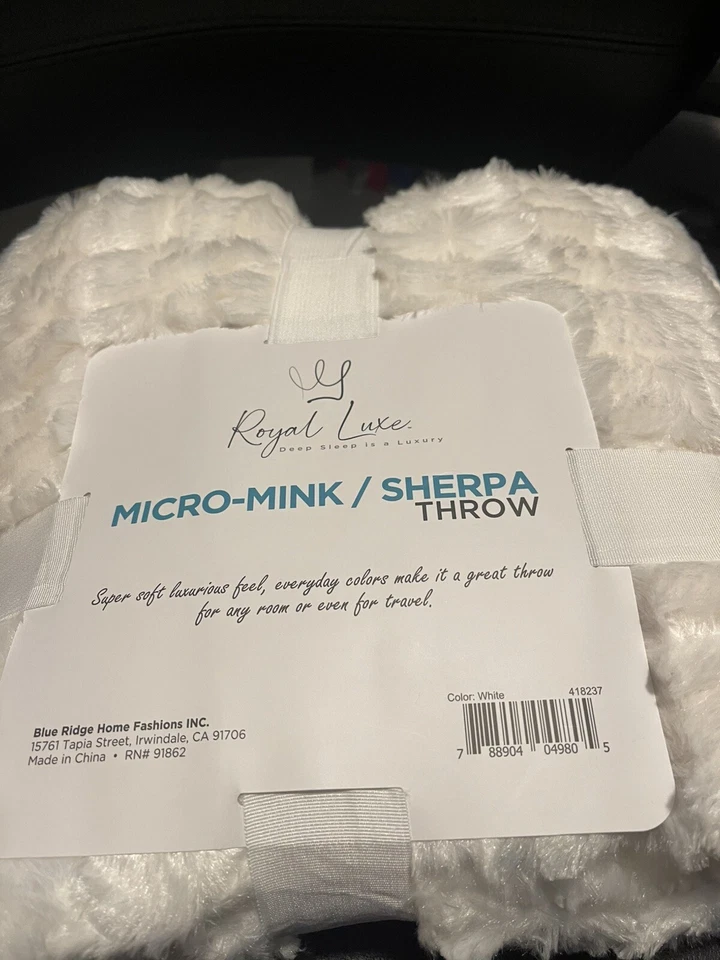 Royal Luxe.
Deep Sleep is a Luxury
MICRO-MINK / SHERPA
THROW
Super soft luxurious feel, everyday colors make it a great throw
for any room or even for travel.
Blue Ridge Home Fashions INC.
15761 Tapia Street, Irwindale, CA 91706
Made in China • RN# 91862
Color: White 418237
7 88904 04980 5